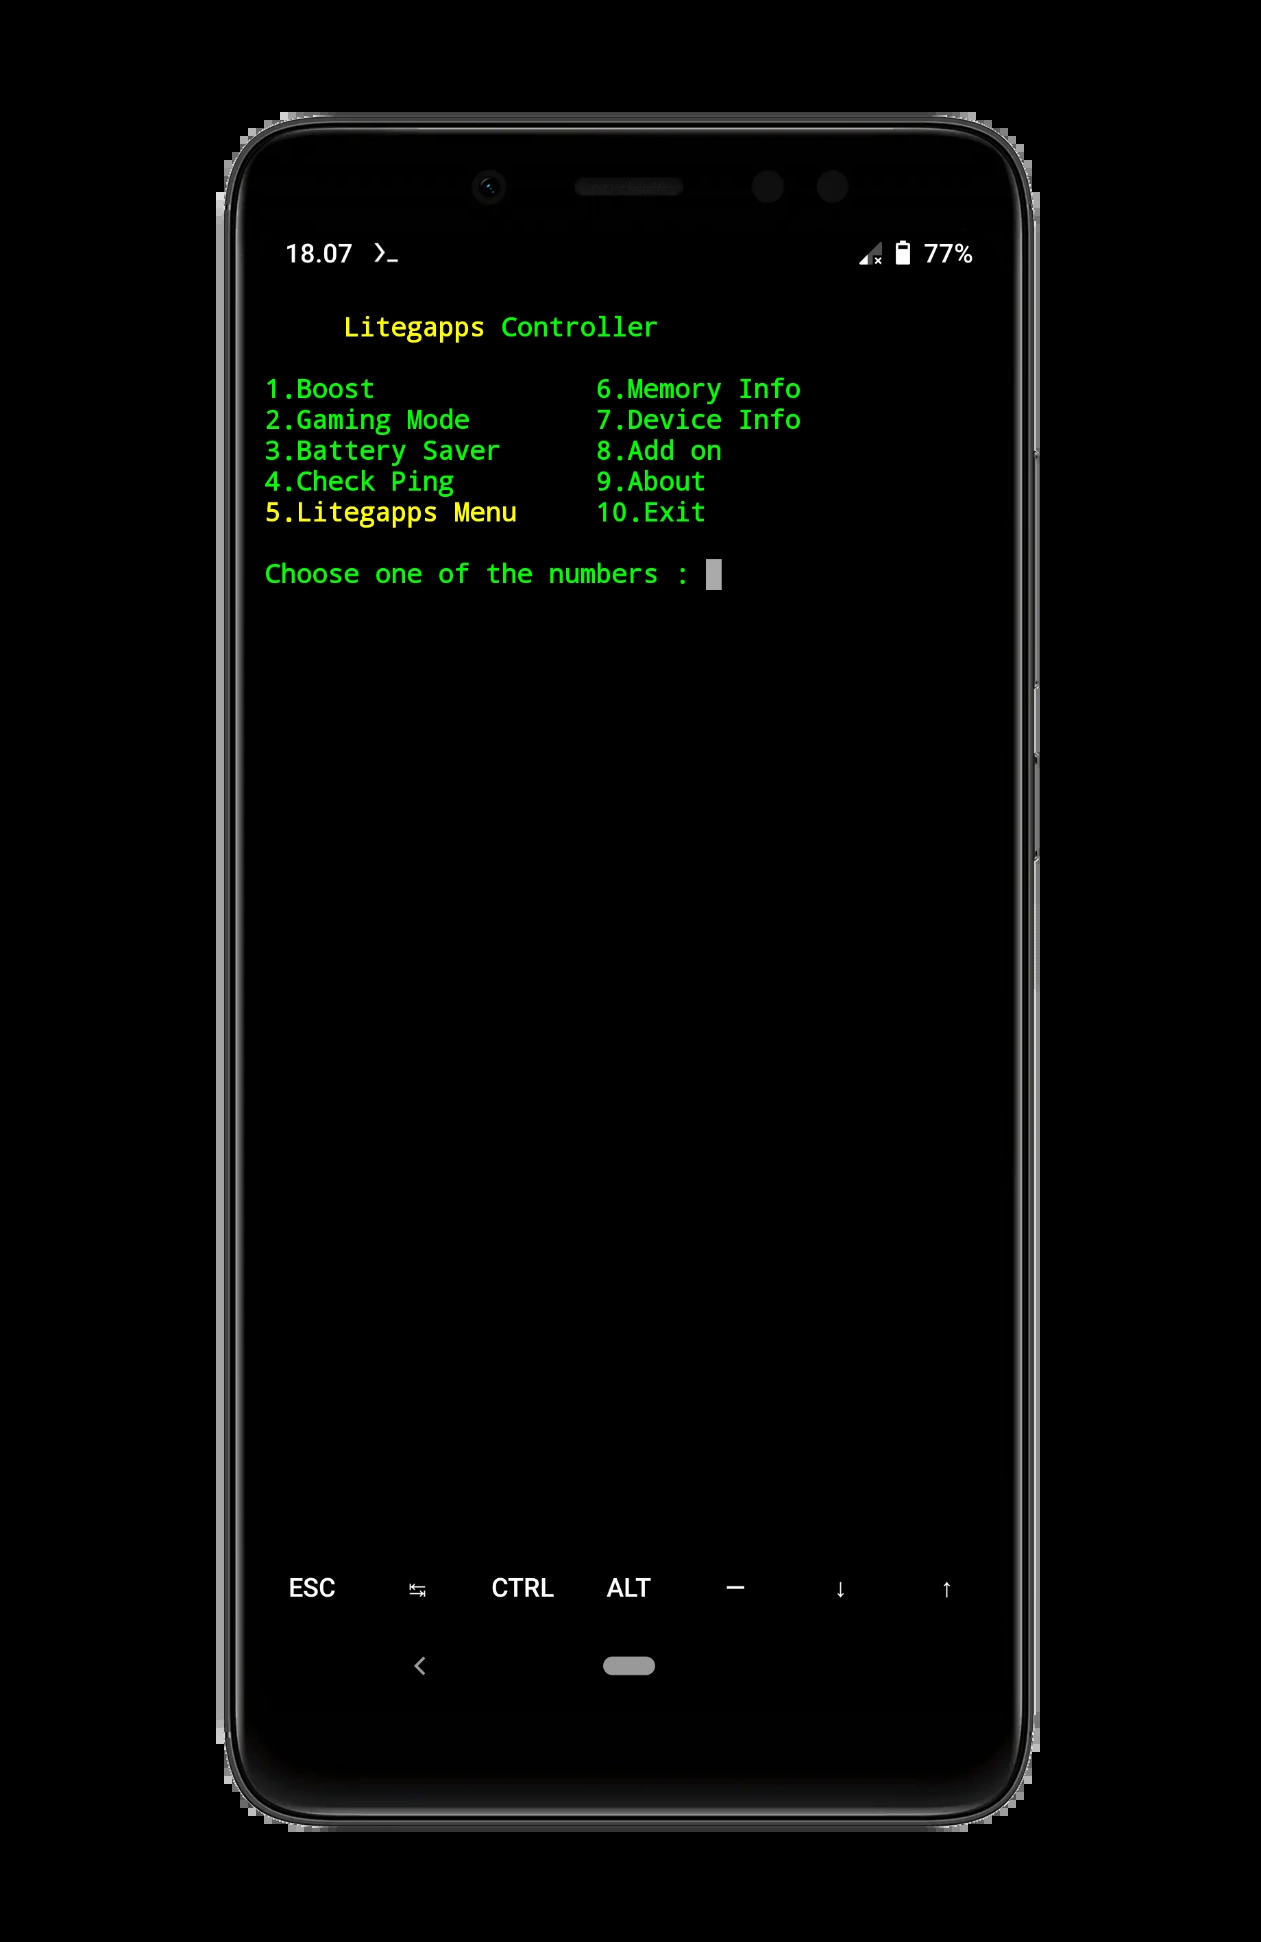 18.07 77%
Litegapps Controller
1.Boost 6.Memory Info
2.Gaming Mode 7.Device Info
3.Battery Saver 8.Add on
4.Check Ping 9.About
5.Litegapps Menu 10.Exit
Choose one of the numbers :
ESC ↹ CTRL ALT — ↓ ↑